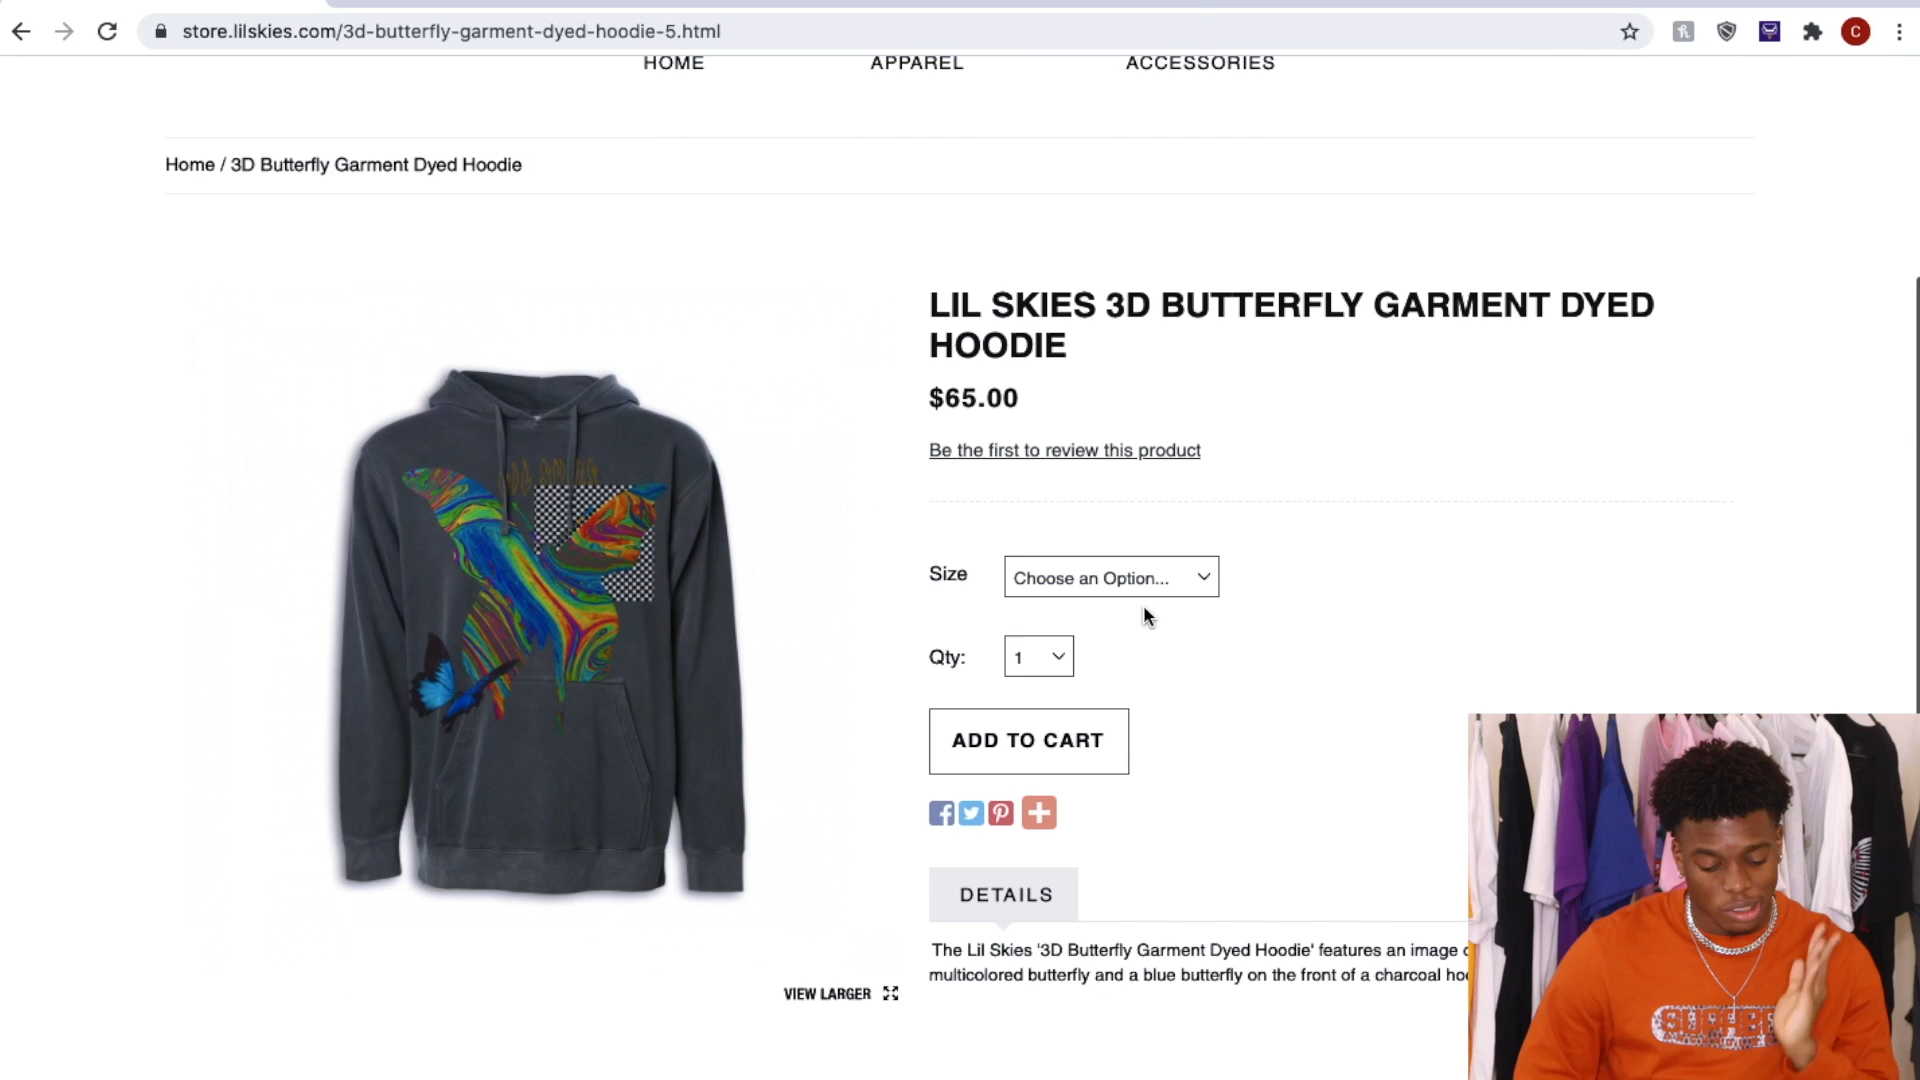 store.lilskies.com/3d-butterfly-garment-dyed-hoodie-5.html
C
HOME APPAREL ACCESSORIES
Home / 3D Butterfly Garment Dyed Hoodie
LIL SKIES 3D BUTTERFLY GARMENT DYED
HOODIE
$65.00
Be the first to review this product
Size Choose an Option...
Qty: 1
ADD TO CART
DETAILS
The Lil Skies '3D Butterfly Garment Dyed Hoodie' features an image
multicolored butterfly and a blue butterfly on the front of a charcoal
VIEW LARGER